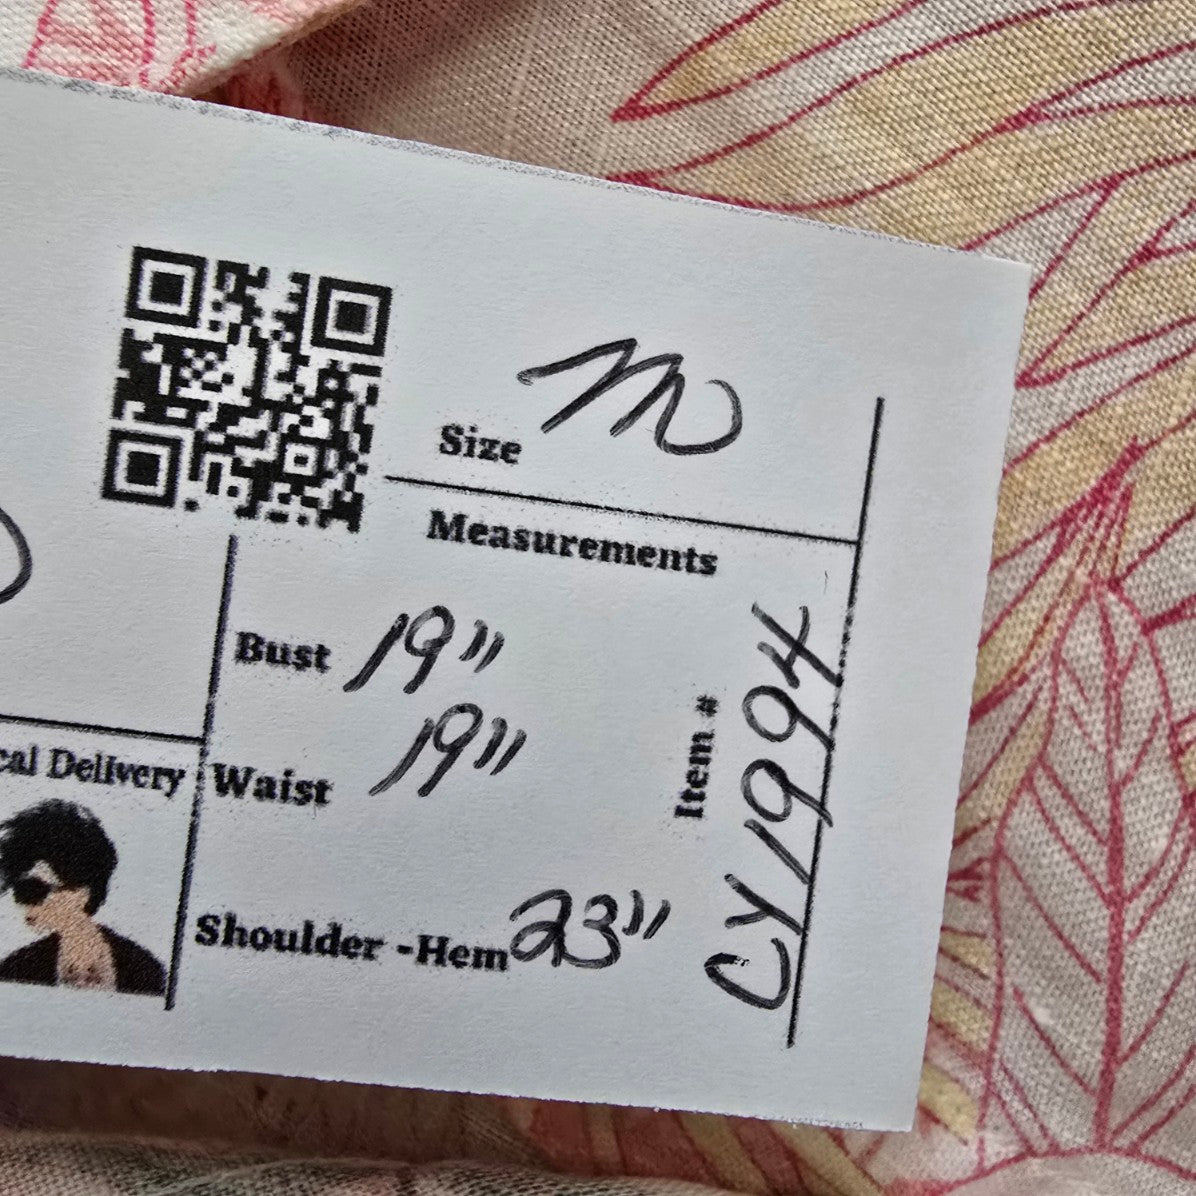 Size m
Measurements
Bust 19"
Waist 19"
Shoulder -Hem 23"
Item # CY1994
cal Delivery